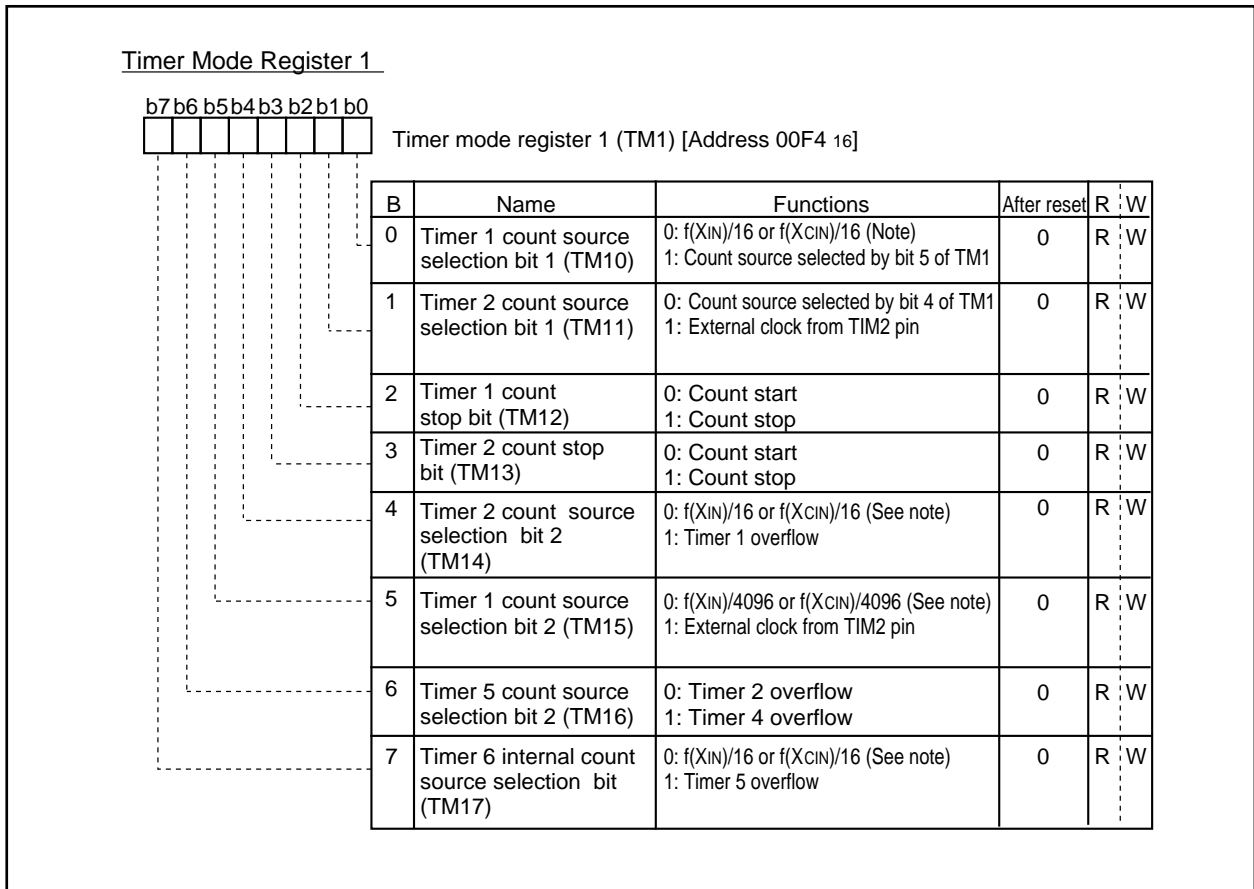 Timer Mode Register 1
b7 b6 b5 b4 b3 b2 b1 b0
Timer mode register 1 (TM1) [Address 00F4 16]
B Name Functions After reset R W
0 Timer 1 count source selection bit 1 (TM10) 0: f(XIN)/16 or f(XCIN)/16 (Note) 1: Count source selected by bit 5 of TM1 0 R W
1 Timer 2 count source selection bit 1 (TM11) 0: Count source selected by bit 4 of TM1 1: External clock from TIM2 pin 0 R W
2 Timer 1 count stop bit (TM12) 0: Count start 1: Count stop 0 R W
3 Timer 2 count stop bit (TM13) 0: Count start 1: Count stop 0 R W
4 Timer 2 count source selection bit 2 (TM14) 0: f(XIN)/16 or f(XCIN)/16 (See note) 1: Timer 1 overflow 0 R W
5 Timer 1 count source selection bit 2 (TM15) 0: f(XIN)/4096 or f(XCIN)/4096 (See note) 1: External clock from TIM2 pin 0 R W
6 Timer 5 count source selection bit 2 (TM16) 0: Timer 2 overflow 1: Timer 4 overflow 0 R W
7 Timer 6 internal count source selection bit (TM17) 0: f(XIN)/16 or f(XCIN)/16 (See note) 1: Timer 5 overflow 0 R W